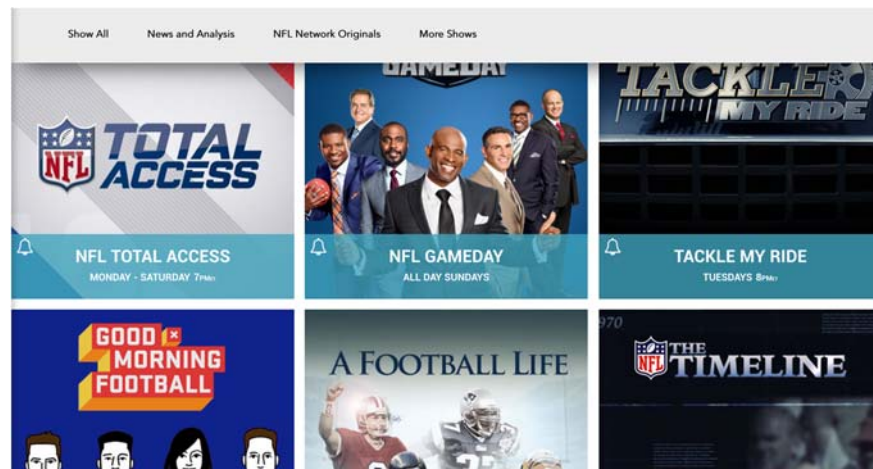 Show All
News and Analysis
NFL Network Originals
More Shows
GAMEDAY
TACKLE
MY RIDE
NFL
TOTAL
ACCESS
NFL TOTAL ACCESS
MONDAY - SATURDAY 7PM
NFL GAMEDAY
ALL DAY SUNDAYS
TACKLE MY RIDE
TUESDAYS 8PM
GOOD
MORNING
FOOTBALL
A FOOTBALL LIFE
970
NFL
THE
TIMELINE